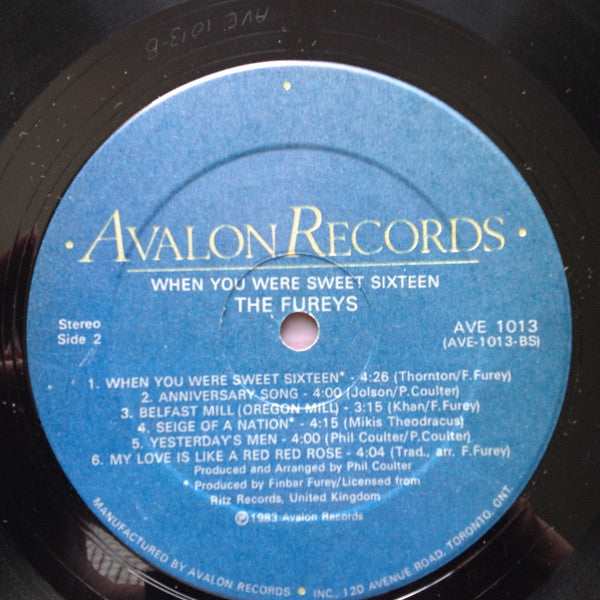 AVE 1013-B
AVALON RECORDS
WHEN YOU WERE SWEET SIXTEEN
THE FUREYS
Stereo
Side 2
AVE 1013
(AVE-1013-BS)
1. WHEN YOU WERE SWEET SIXTEEN* - 4:26 (Thornton/F. Furey)
2. ANNIVERSARY SONG - 4:00 (Jolson/P. Coulter)
3. BELFAST MILL (OREGON MILL) - 3:15 (Khan/F. Furey)
4. SEIGE OF A NATION* - 4:15 (Mikis Theodracus)
5. YESTERDAY'S MEN - 4:00 (Phil Coulter/P. Coulter)
6. MY LOVE IS LIKE A RED RED ROSE - 4:04 (Trad., arr. F. Furey)
Produced and Arranged by Phil Coulter
* Produced by Finbar Furey/Licensed from
Ritz Records, United Kingdom
℗ 1983 Avalon Records
MANUFACTURED BY AVALON RECORDS • INC., 120 AVENUE ROAD, TORONTO, ONT.